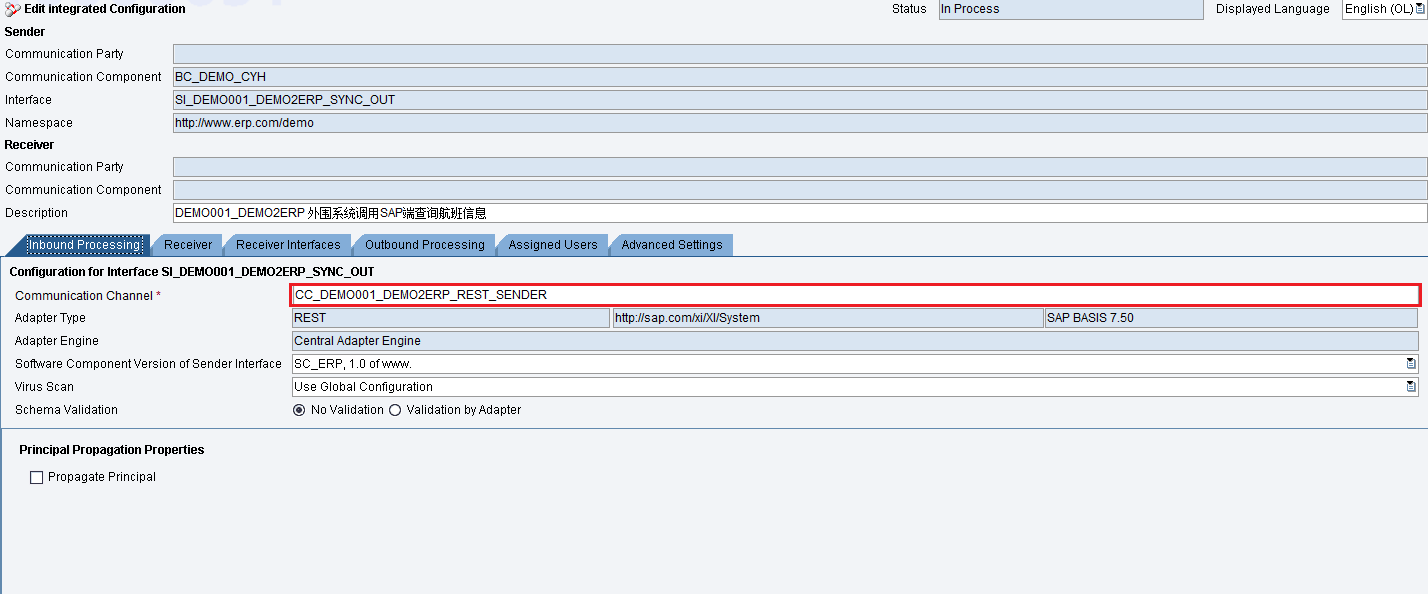 Edit integrated Configuration Status In Process Displayed Language English (OL)
Sender
Communication Party
Communication Component BC_DEMO_CYH
Interface SI_DEMO001_DEMO2ERP_SYNC_OUT
Namespace http://www.erp.com/demo
Receiver
Communication Party
Communication Component
Description DEMO001_DEMO2ERP 外围系统调用SAP端查询航班信息
Inbound Processing Receiver Receiver Interfaces Outbound Processing Assigned Users Advanced Settings
Configuration for Interface SI_DEMO001_DEMO2ERP_SYNC_OUT
Communication Channel * CC_DEMO001_DEMO2ERP_REST_SENDER
Adapter Type REST http://sap.com/xi/XI/System SAP BASIS 7.50
Adapter Engine Central Adapter Engine
Software Component Version of Sender Interface SC_ERP, 1.0 of www.
Virus Scan Use Global Configuration
Schema Validation No Validation Validation by Adapter
Principal Propagation Properties
Propagate Principal